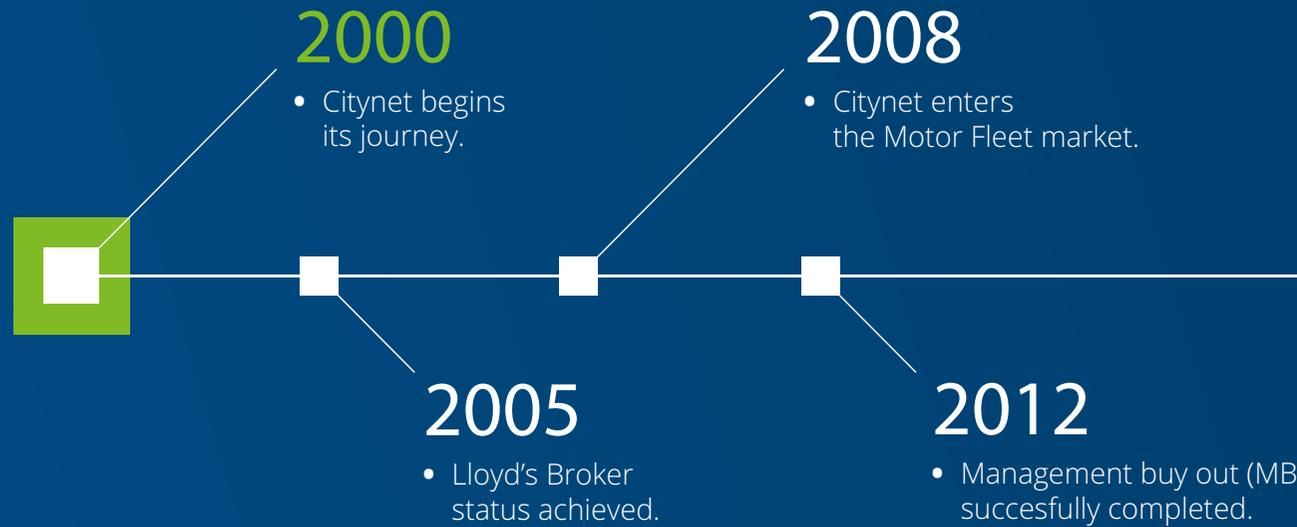 2000
• Citynet begins
its journey.
2008
• Citynet enters
the Motor Fleet market.
2005
• Lloyd’s Broker
status achieved.
2012
• Management buy out (MB
succesfully completed.